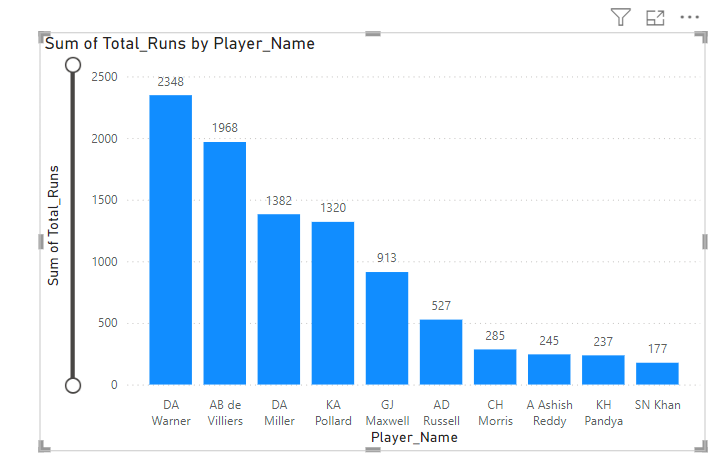 Sum of Total_Runs by Player_Name
Sum of Total_Runs
2500
2000
1500
1000
500
0
2348
1968
1382
1320
913
527
285
245
237
177
DA
Warner
AB de
Villiers
DA
Miller
KA
Pollard
GJ
Maxwell
AD
Russell
CH
Morris
A Ashish
Reddy
KH
Pandya
SN Khan
Player_Name